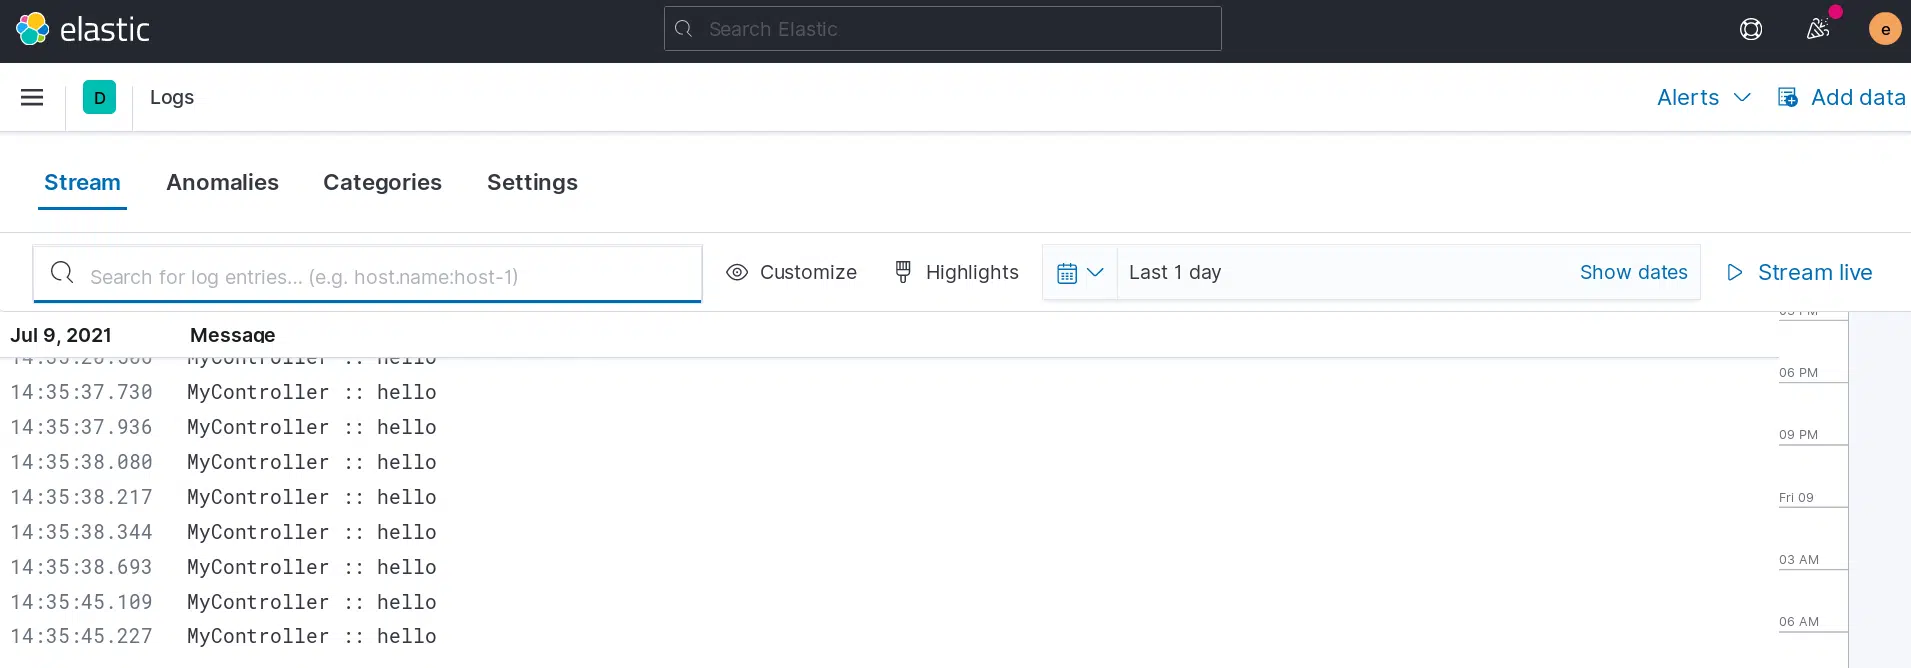 elastic
Search Elastic
e
D
Logs
Alerts
Add data
Stream
Anomalies
Categories
Settings
Search for log entries... (e.g. host.name:host-1)
Customize
Highlights
Last 1 day
Show dates
Stream live
Jul 9, 2021 Message
MyController :: hello
14:35:37.730 MyController :: hello
14:35:37.936 MyController :: hello
14:35:38.080 MyController :: hello
14:35:38.217 MyController :: hello
14:35:38.344 MyController :: hello
14:35:38.693 MyController :: hello
14:35:45.109 MyController :: hello
14:35:45.227 MyController :: hello
06 PM
09 PM
Fri 09
03 AM
06 AM